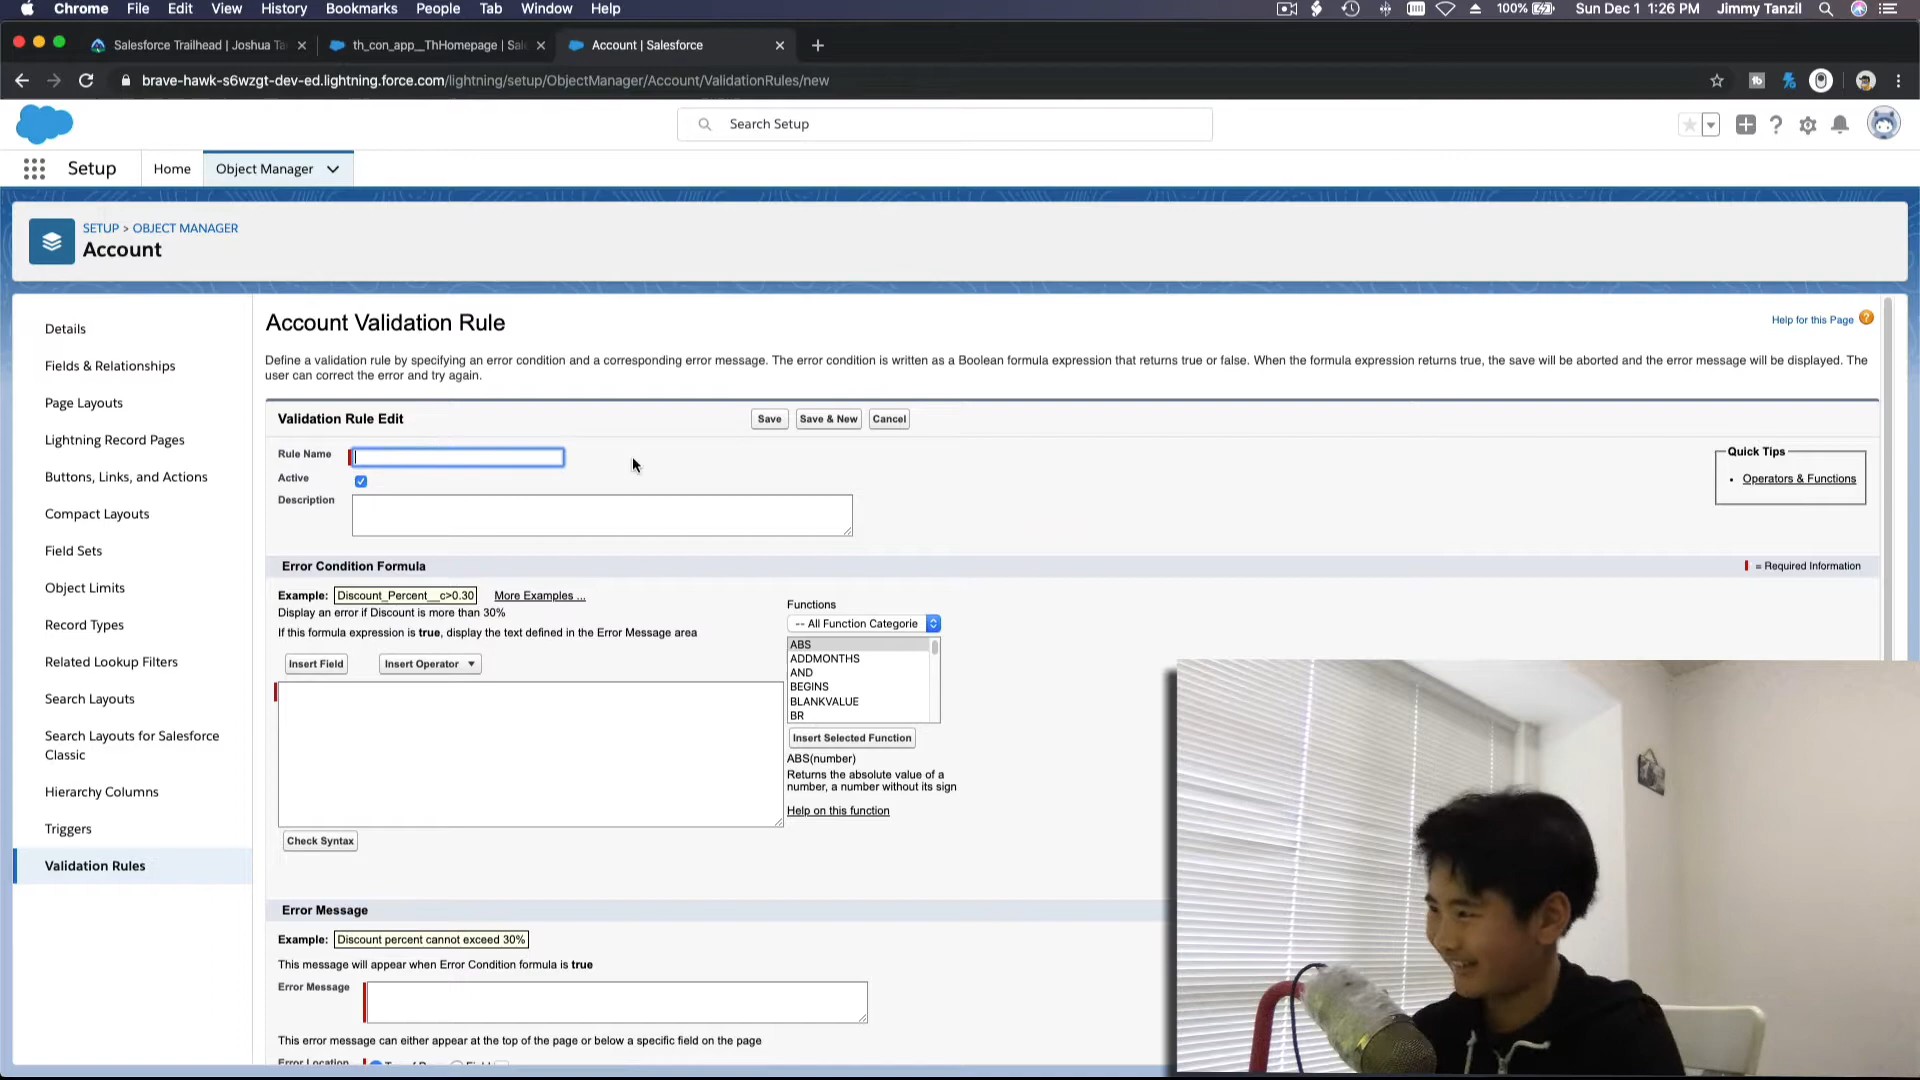 Chrome File Edit View History Bookmarks People Tab Window Help 100% Sun Dec 1 1:26 PM Jimmy Tanzil
Salesforce Trailhead | Joshua Ta
th_con_app__ThHomepage | Sal
Account | Salesforce
brave-hawk-s6wzgt-dev-ed.lightning.force.com/lightning/setup/ObjectManager/Account/ValidationRules/new
Search Setup
Setup Home Object Manager
SETUP > OBJECT MANAGER
Account
Details
Fields & Relationships
Page Layouts
Lightning Record Pages
Buttons, Links, and Actions
Compact Layouts
Field Sets
Object Limits
Record Types
Related Lookup Filters
Search Layouts
Search Layouts for Salesforce
Classic
Hierarchy Columns
Triggers
Validation Rules
Account Validation Rule
Help for this Page ?
Define a validation rule by specifying an error condition and a corresponding error message. The error condition is written as a Boolean formula expression that returns true or false. When the formula expression returns true, the save will be aborted and the error message will be displayed. The
user can correct the error and try again.
Validation Rule Edit Save Save & New Cancel
Rule Name
Active
Description
Quick Tips
• Operators & Functions
Error Condition Formula = Required Information
Example: Discount_Percent__c>0.30 More Examples ...
Display an error if Discount is more than 30%
If this formula expression is true, display the text defined in the Error Message area
Insert Field Insert Operator
Functions
-- All Function Categorie
ABS
ADDMONTHS
AND
BEGINS
BLANKVALUE
BR
Insert Selected Function
ABS(number)
Returns the absolute value of a
number, a number without its sign
Help on this function
Check Syntax
Error Message
Example: Discount percent cannot exceed 30%
This message will appear when Error Condition formula is true
Error Message
This error message can either appear at the top of the page or below a specific field on the page
Error Location